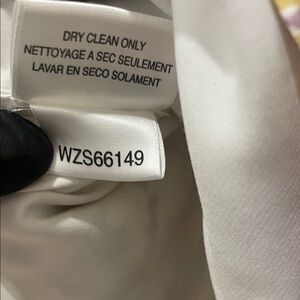 DRY CLEAN ONLY
NETTOYAGE A SEC SEULEMENT
LAVAR EN SECO SOLAMENT
WZS66149